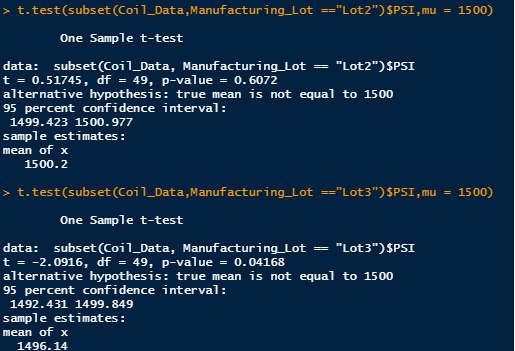 > t.test(subset(Coil_Data,Manufacturing_Lot =="Lot2")$PSI,mu = 1500)
One Sample t-test
data:  subset(Coil_Data, Manufacturing_Lot == "Lot2")$PSI
t = 0.51745, df = 49, p-value = 0.6072
alternative hypothesis: true mean is not equal to 1500
95 percent confidence interval:
1499.423 1500.977
sample estimates:
mean of x
1500.2
> t.test(subset(Coil_Data,Manufacturing_Lot =="Lot3")$PSI,mu = 1500)
One Sample t-test
data:  subset(Coil_Data, Manufacturing_Lot == "Lot3")$PSI
t = -2.0916, df = 49, p-value = 0.04168
alternative hypothesis: true mean is not equal to 1500
95 percent confidence interval:
1492.431 1499.849
sample estimates:
mean of x
1496.14